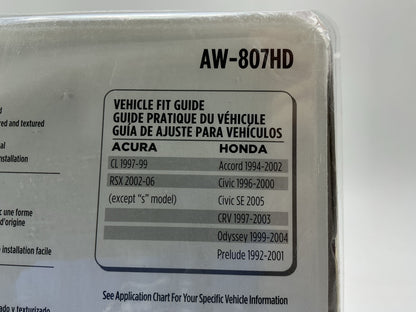 AW-807HD
VEHICLE FIT GUIDE
GUIDE PRATIQUE DU VÉHICULE
GUÍA DE AJUSTE PARA VEHÍCULOS
ACURA HONDA
CL 1997-99 Accord 1994-2002
RSX 2002-06 Civic 1996-2000
(except "s" model) Civic SE 2005
CRV 1997-2003
Odyssey 1999-2004
Prelude 1992-2001
See Application Chart For Your Specific Vehicle Information
red and textured
installation
c une forme
d'origine
installation facile
ado y texturizado